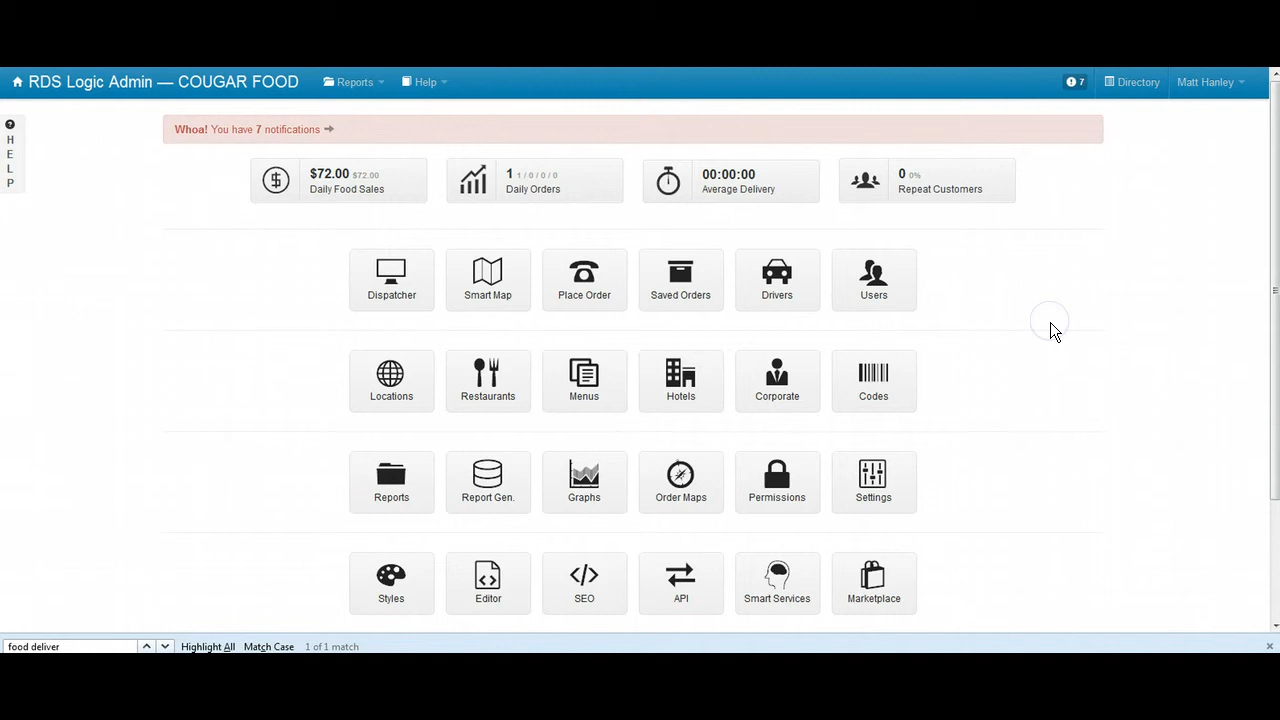 RDS Logic Admin — COUGAR FOOD Reports Help 7 Directory Matt Hanley
HELP
Whoa! You have 7 notifications
$72.00 $72.00
Daily Food Sales
1 1 / 0 / 0 / 0
Daily Orders
00:00:00
Average Delivery
0 0%
Repeat Customers
Dispatcher Smart Map Place Order Saved Orders Drivers Users
Locations Restaurants Menus Hotels Corporate Codes
Reports Report Gen. Graphs Order Maps Permissions Settings
Styles Editor SEO API Smart Services Marketplace
food deliver Highlight All Match Case 1 of 1 match